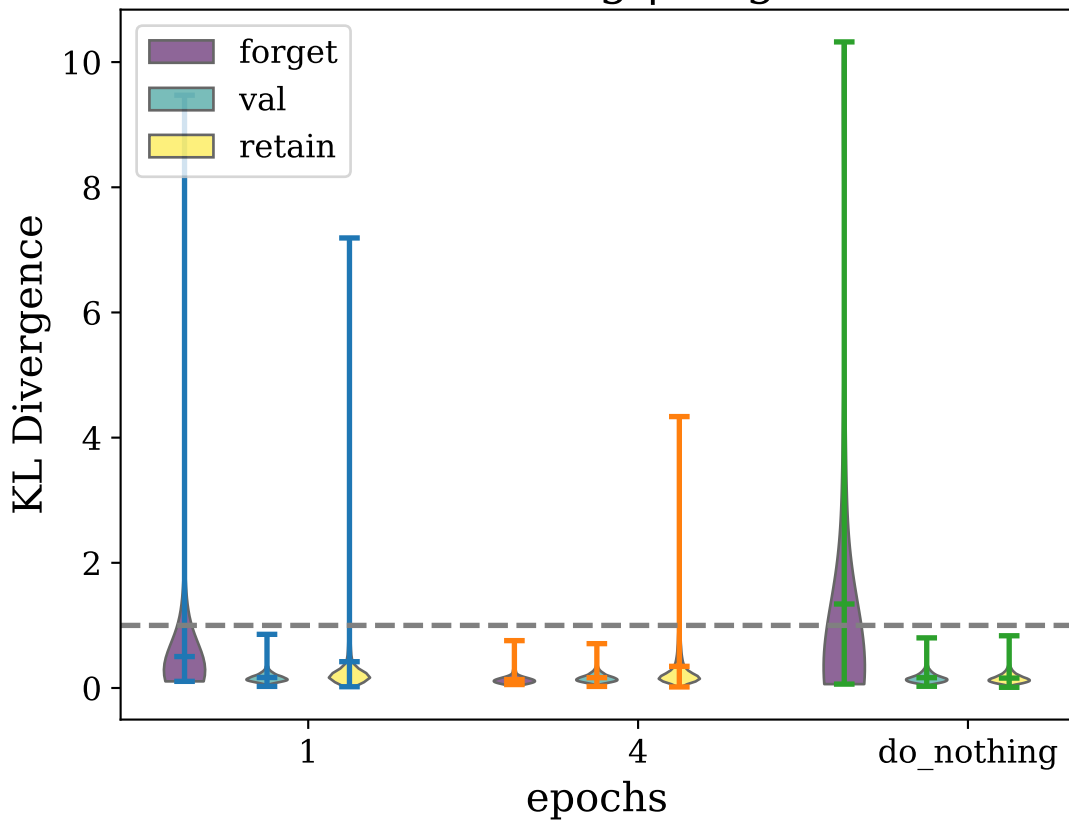 10
8
6
4
2
0
KL Divergence
forget
val
retain
1
4
do_nothing
epochs